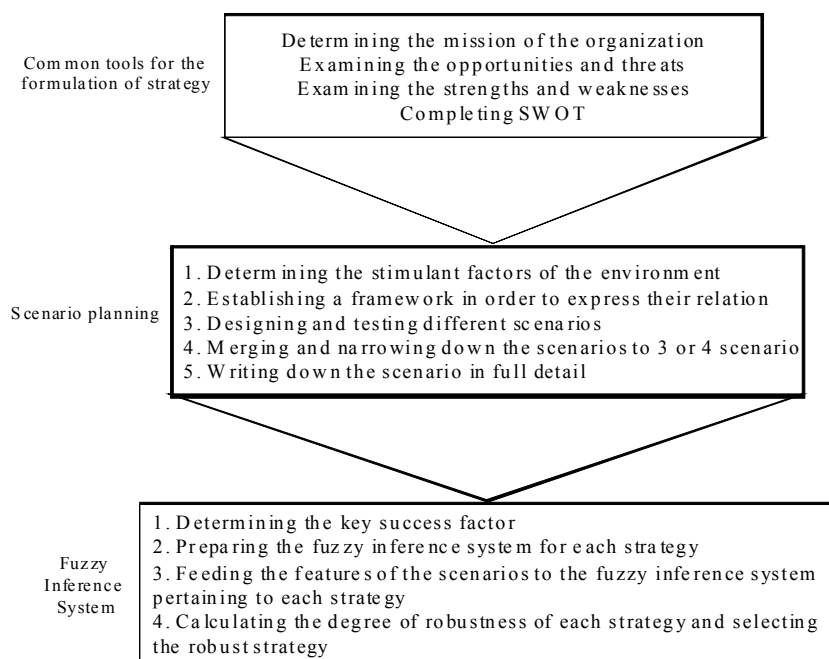 Common tools for the
formulation of strategy
Determining the mission of the organization
Examining the opportunities and threats
Examining the strengths and weaknesses
Completing SWOT
Scenario planning
1. Determining the stimulant factors of the environment
2. Establishing a framework in order to express their relation
3. Designing and testing different scenarios
4. Merging and narrowing down the scenarios to 3 or 4 scenario
5. Writing down the scenario in full detail
Fuzzy
Inference
System
1. Determining the key success factor
2. Preparing the fuzzy inference system for each strategy
3. Feeding the features of the scenarios to the fuzzy inference system
pertaining to each strategy
4. Calculating the degree of robustness of each strategy and selecting
the robust strategy